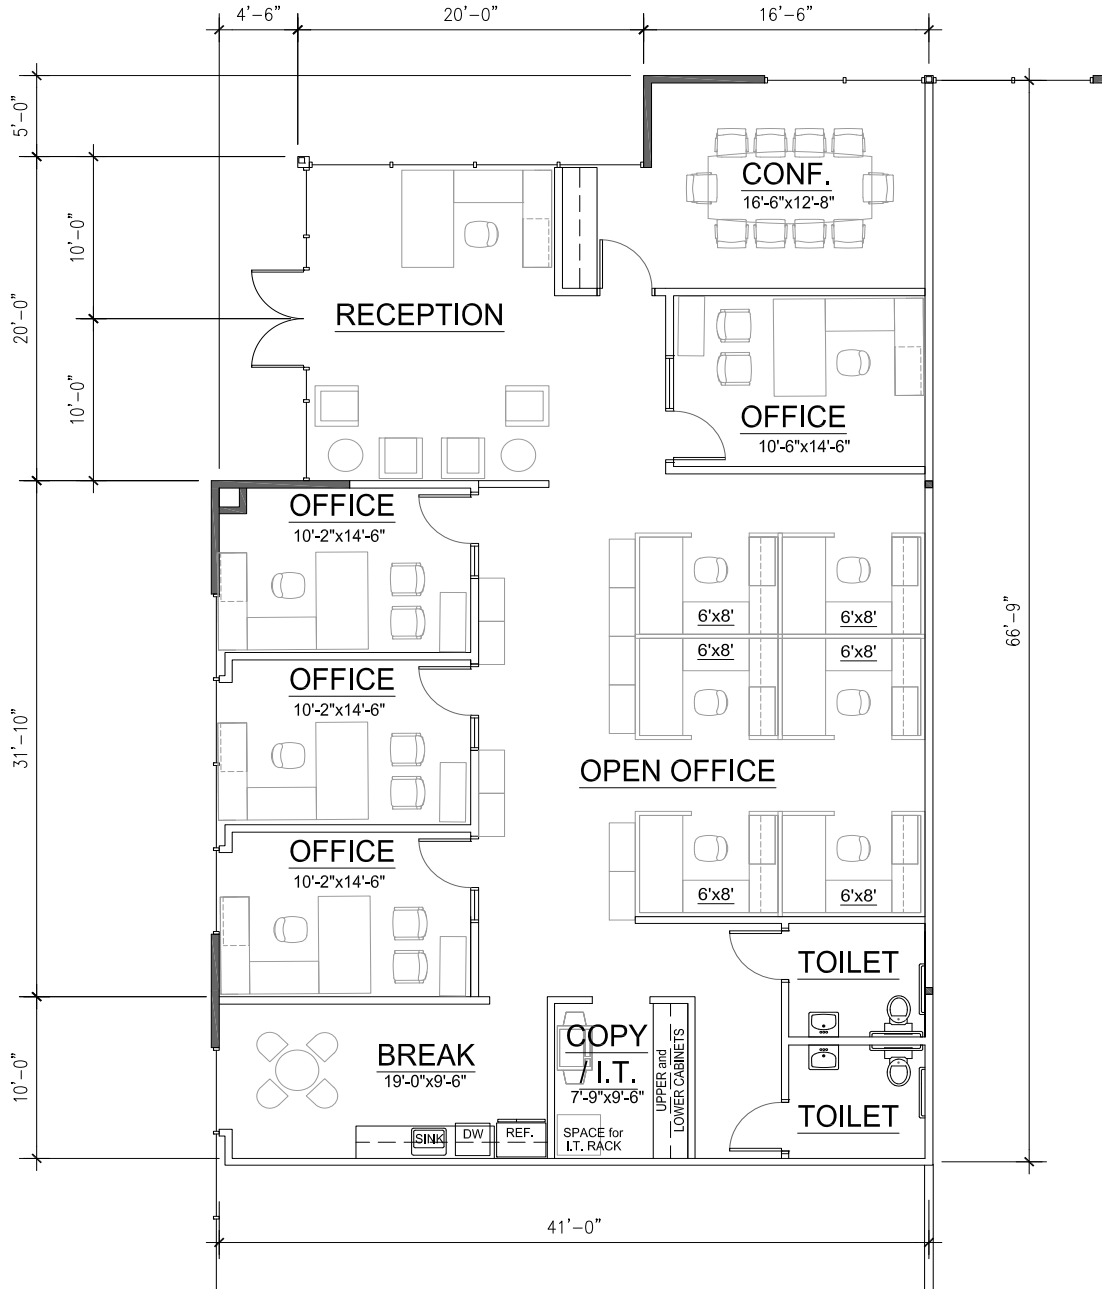 4'-6"
20'-0"
16'-6"
5'-0"
10'-0"
20'-0"
10'-0"
CONF.
16'-6"x12'-8"
RECEPTION
OFFICE
10'-6"x14'-6"
OFFICE
10'-2"x14'-6"
6'x8'
6'x8'
6'x8'
6'x8'
66'-9"
OFFICE
10'-2"x14'-6"
31'-10"
OPEN OFFICE
OFFICE
10'-2"x14'-6"
6'x8'
6'x8'
TOILET
BREAK
19'-0"x9'-6"
COPY
/ I.T.
7'-9"x9'-6"
UPPER and
LOWER CABINETS
10'-0"
TOILET
SINK
DW
REF.
SPACE for
I.T. RACK
41'-0"